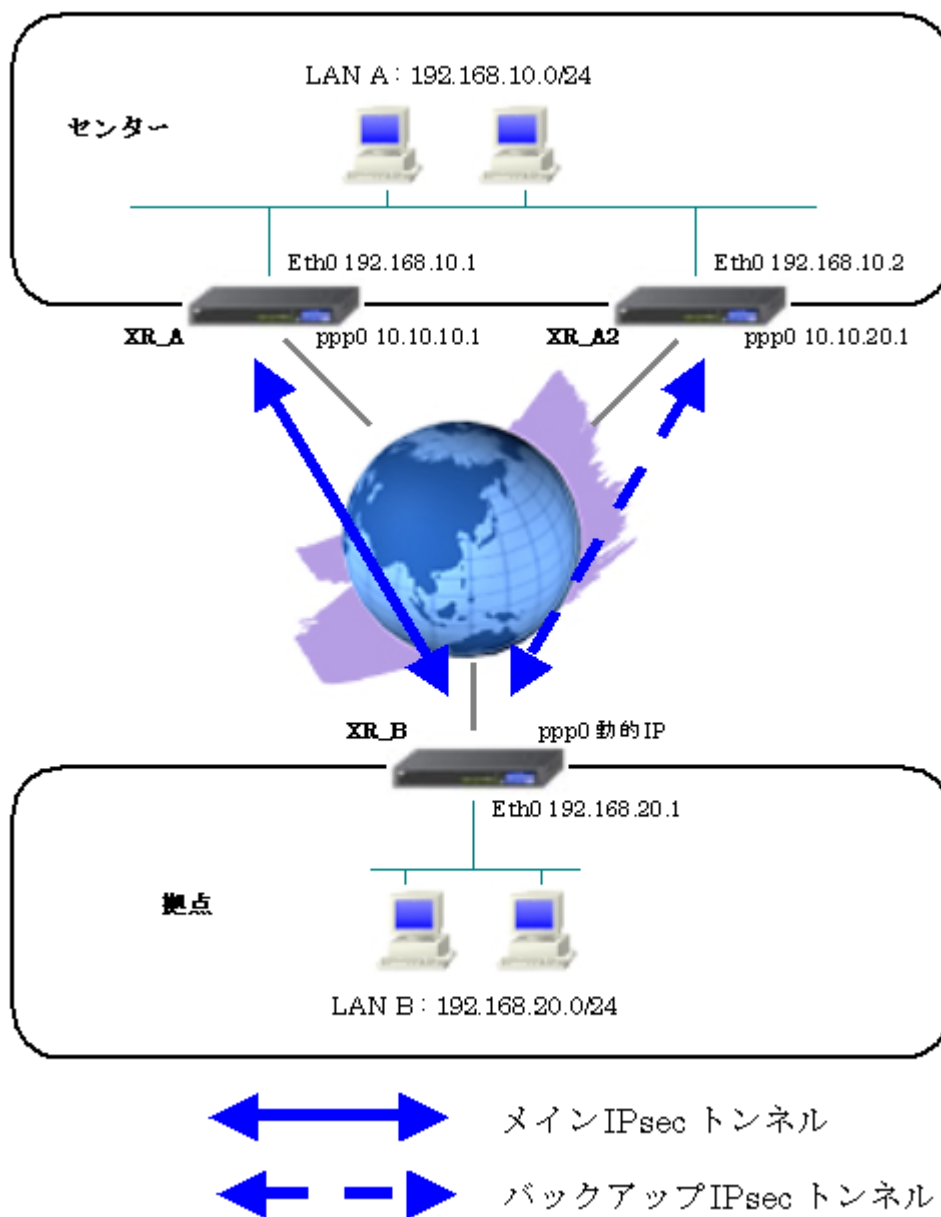 LAN A：192.168.10.0/24
センター
Eth0 192.168.10.1
Eth0 192.168.10.2
XR_A
ppp0 10.10.10.1
XR_A2
ppp0 10.10.20.1
XR_B
ppp0 動的IP
Eth0 192.168.20.1
拠点
LAN B：192.168.20.0/24
メインIPsec トンネル
バックアップIPsec トンネル